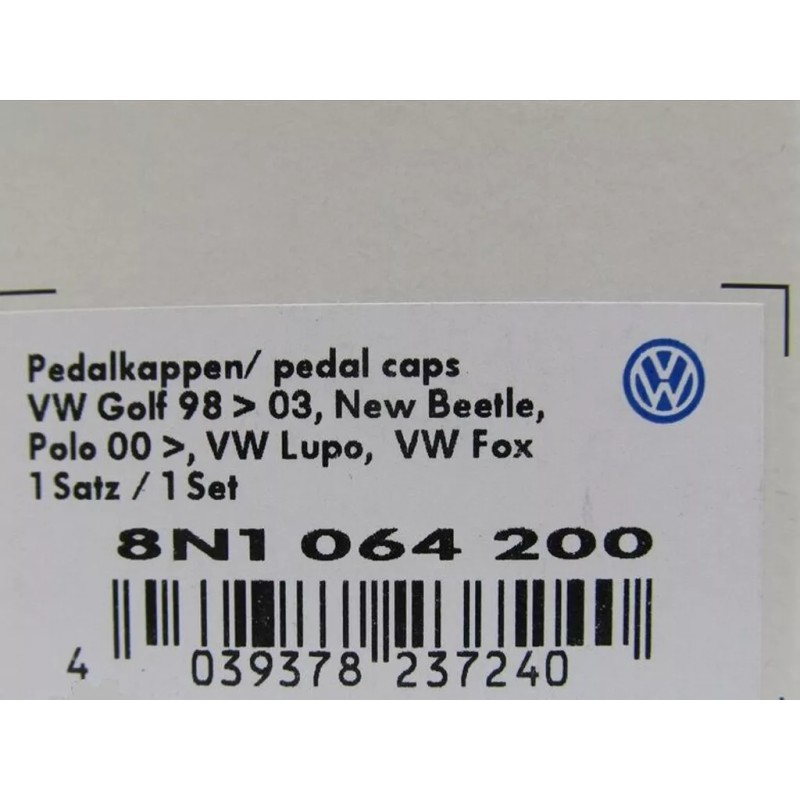 Pedalkappen/ pedal caps
VW Golf 98 > 03, New Beetle,
Polo 00 >, VW Lupo, VW Fox
1 Satz / 1 Set
8N1 064 200
4 039378 237240